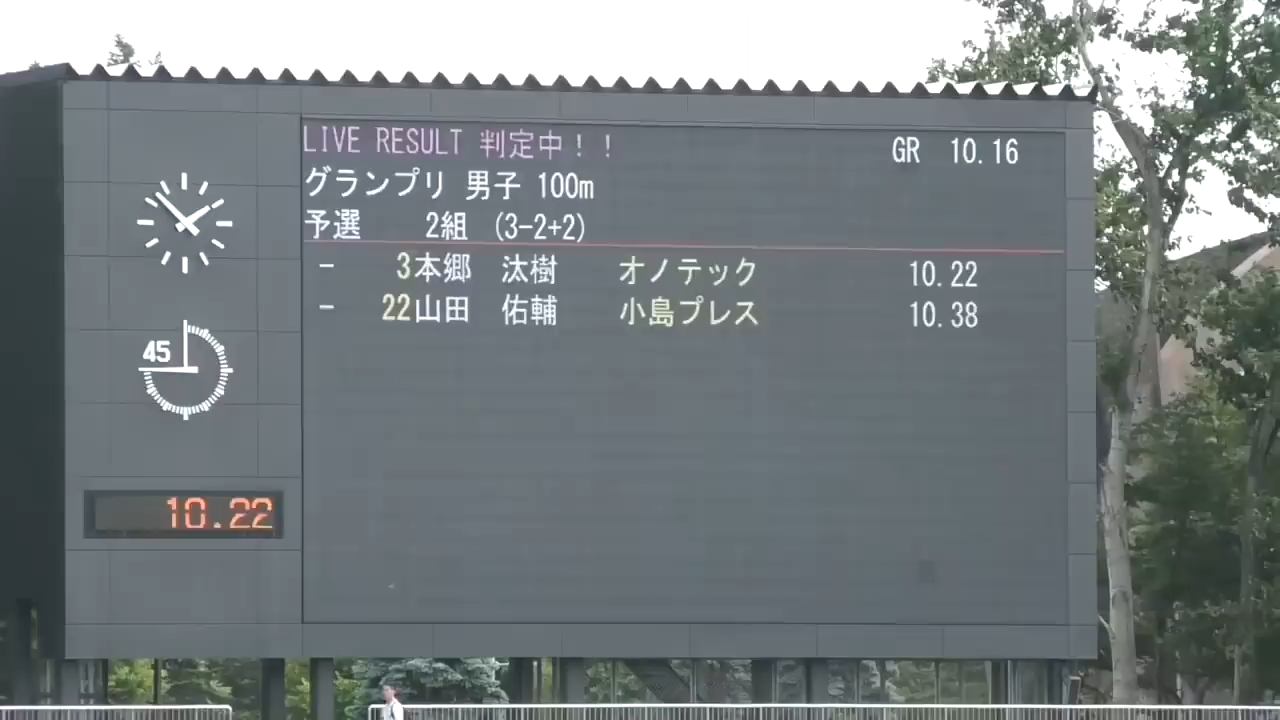 LIVE RESULT 判定中！！ GR 10.16
グランプリ 男子 100m
予選 2組 (3-2+2)
- 3 本郷 汰樹 オノテック 10.22
- 22 山田 佑輔 小島プレス 10.38
45
10.22